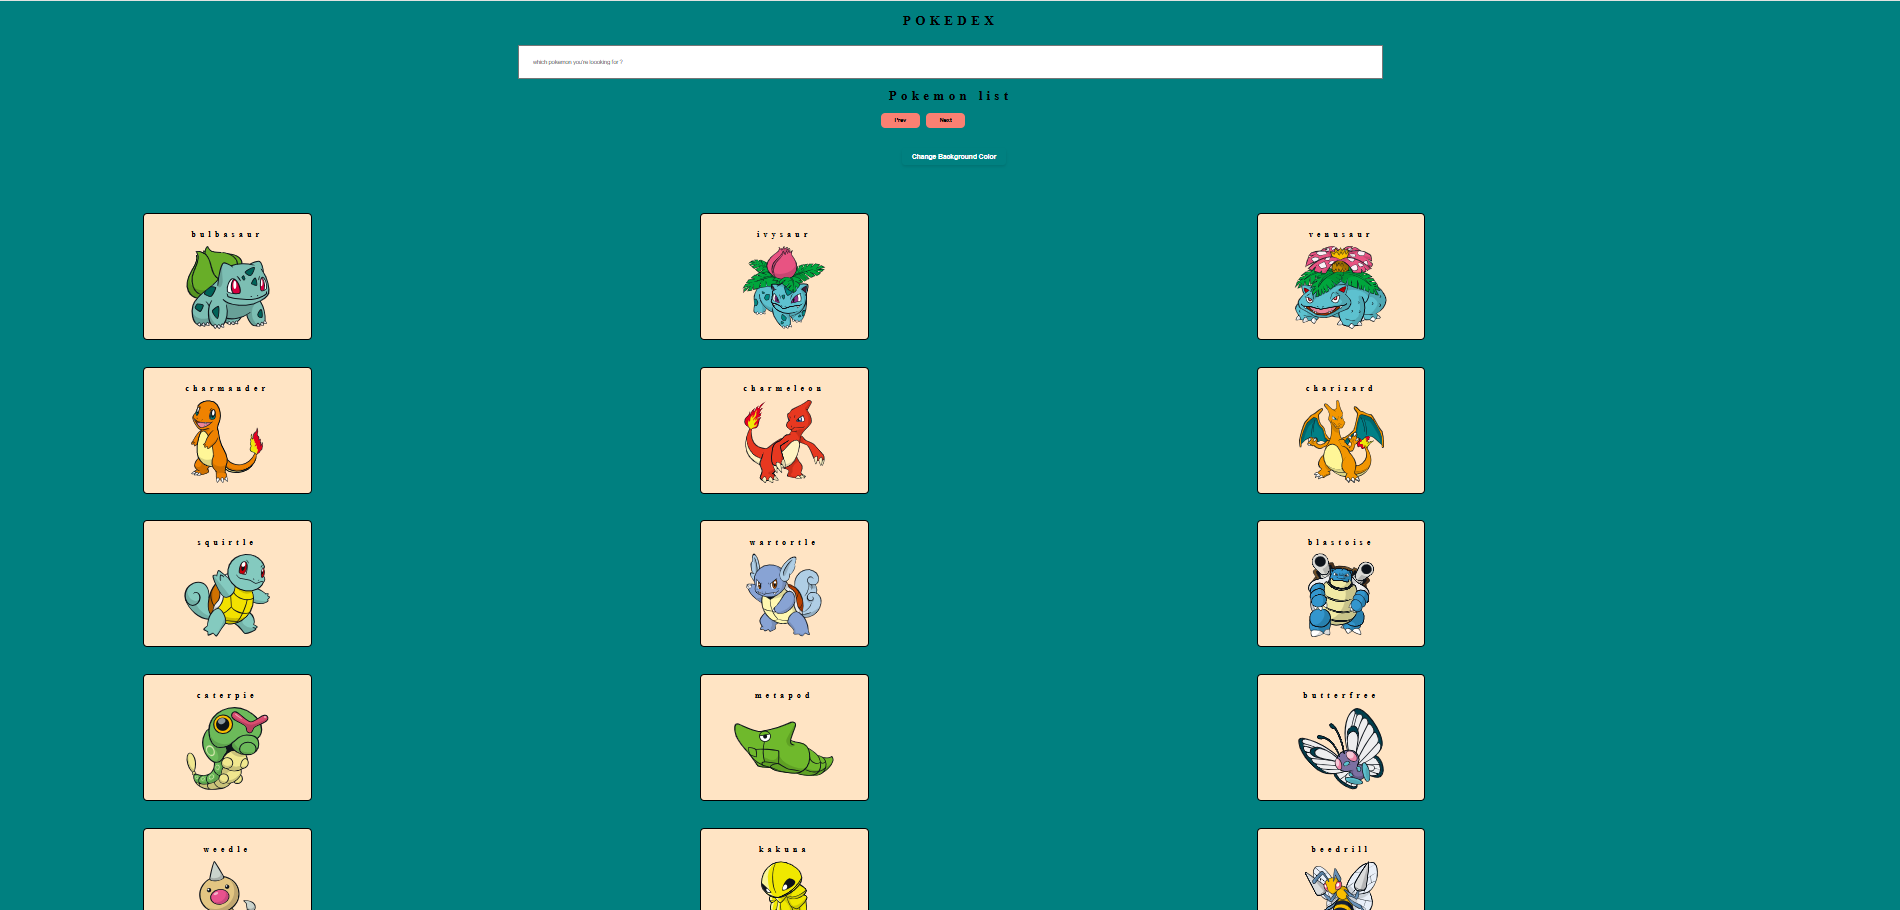 POKEDEX
which pokemon you're loooking for ?
Pokemon list
Prev Next
Change Background Color
bulbasaur ivysaur venusaur
charmander charmeleon charizard
squirtle wartortle blastoise
caterpie metapod butterfree
weedle kakuna beedrill